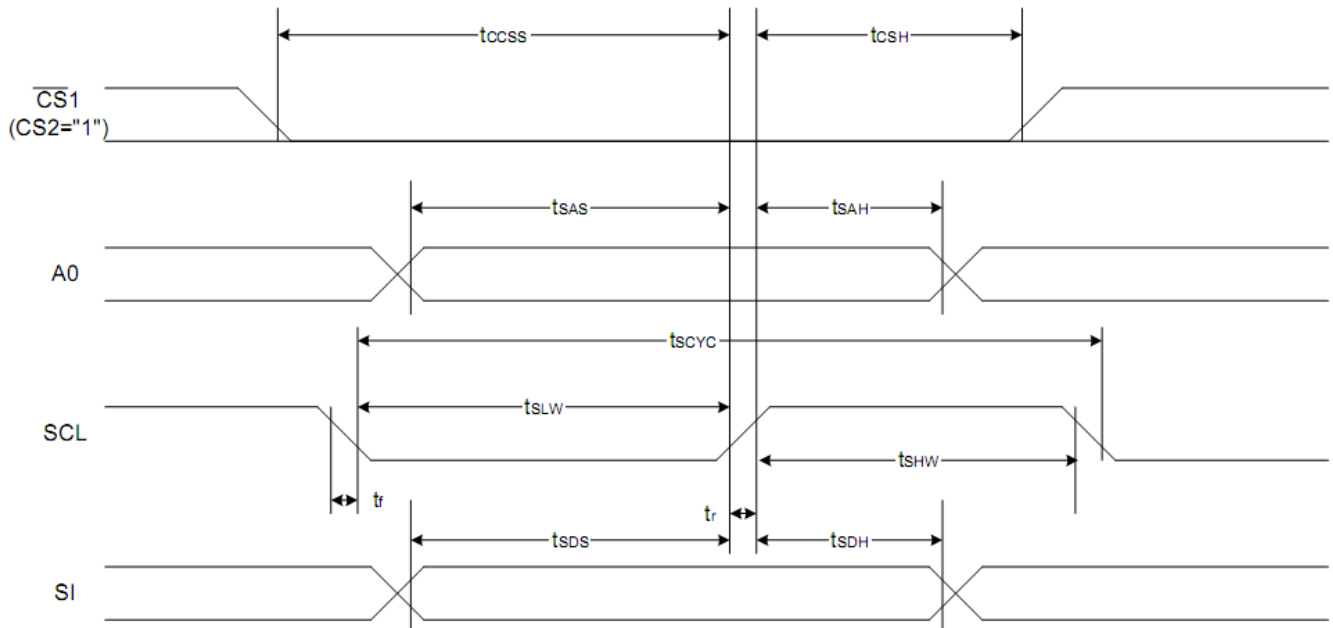 tCCSS tCSH
CS1
(CS2="1")
tSAS tSAH
A0
tSCYC
tSLW
SCL
tSHW
tf tr
tSDS tSDH
SI